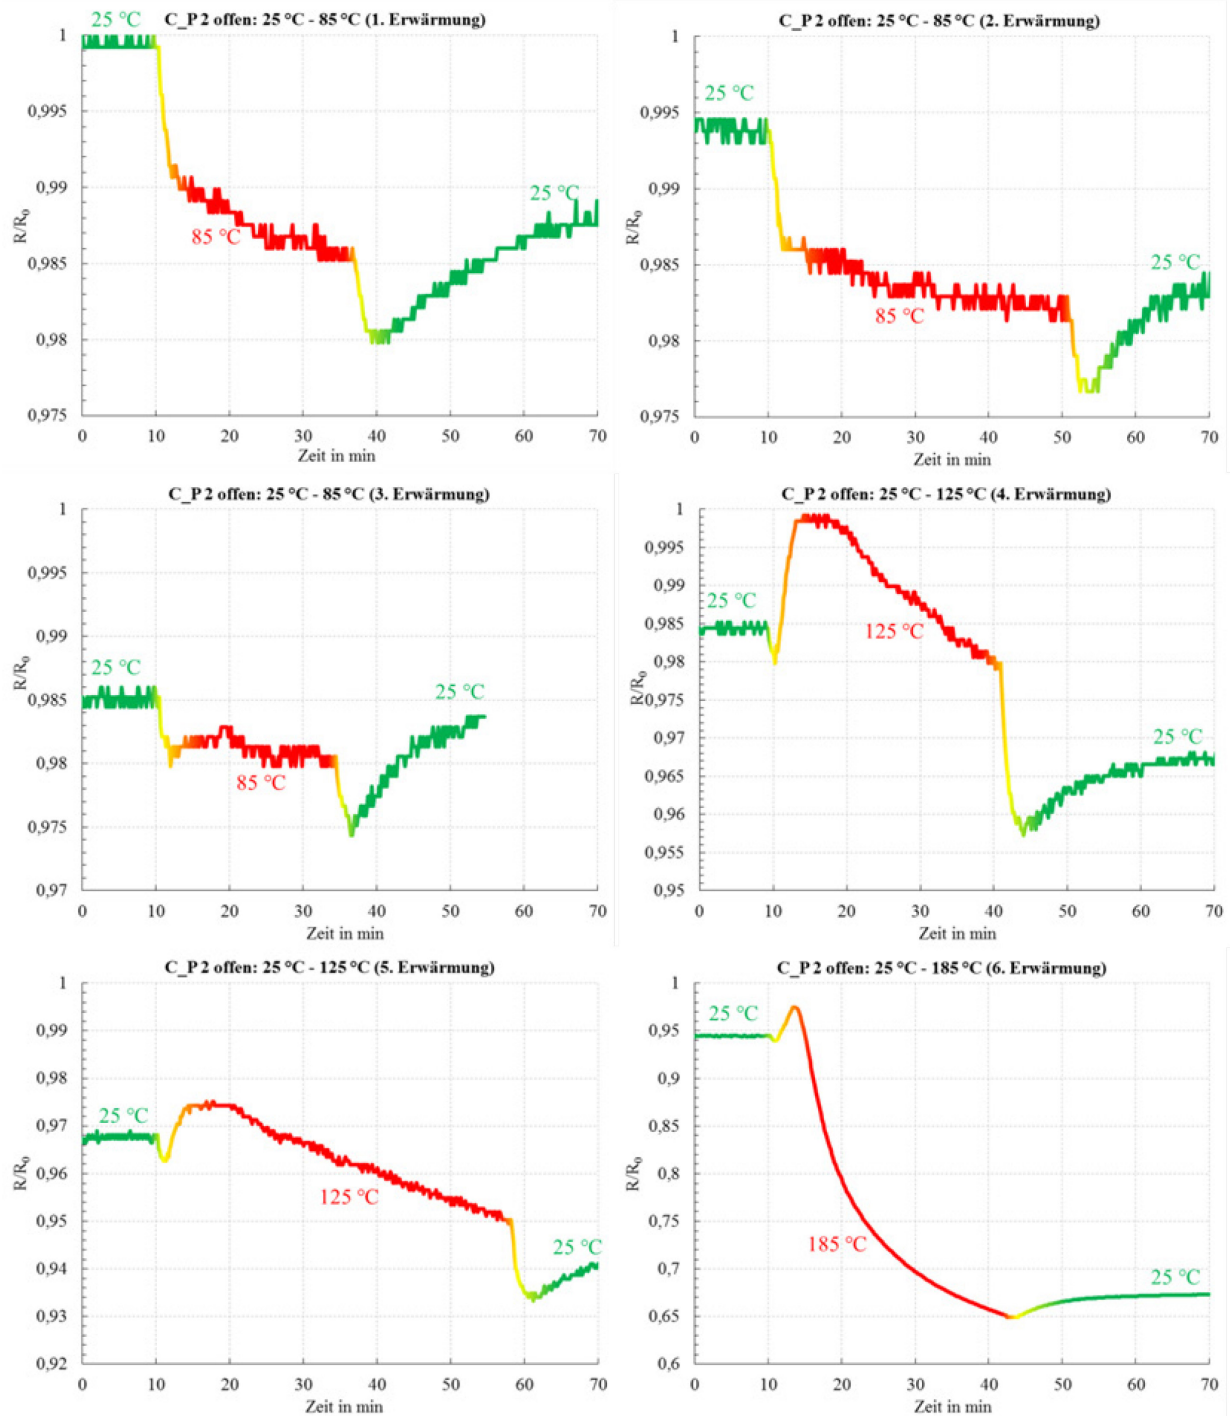 C_P 2 offen: 25 °C - 85 °C (1. Erwärmung)
25 °C
1
0,995
0,99
0,985
0,98
0,975
R/R₀
85 °C
25 °C
0 10 20 30 40 50 60 70
Zeit in min
C_P 2 offen: 25 °C - 85 °C (2. Erwärmung)
1
0,995
0,99
0,985
0,98
0,975
R/R₀
25 °C
85 °C
25 °C
0 10 20 30 40 50 60 70
Zeit in min
C_P 2 offen: 25 °C - 85 °C (3. Erwärmung)
1
0,995
0,99
0,985
0,98
0,975
0,97
R/R₀
25 °C
85 °C
25 °C
0 10 20 30 40 50 60 70
Zeit in min
C_P 2 offen: 25 °C - 125 °C (4. Erwärmung)
1
0,995
0,99
0,985
0,98
0,975
0,97
0,965
0,96
0,955
0,95
R/R₀
25 °C
125 °C
25 °C
0 10 20 30 40 50 60 70
Zeit in min
C_P 2 offen: 25 °C - 125 °C (5. Erwärmung)
1
0,99
0,98
0,97
0,96
0,95
0,94
0,93
0,92
R/R₀
25 °C
125 °C
25 °C
0 10 20 30 40 50 60 70
Zeit in min
C_P 2 offen: 25 °C - 185 °C (6. Erwärmung)
1
0,95
0,9
0,85
0,8
0,75
0,7
0,65
0,6
R/R₀
25 °C
185 °C
25 °C
0 10 20 30 40 50 60 70
Zeit in min